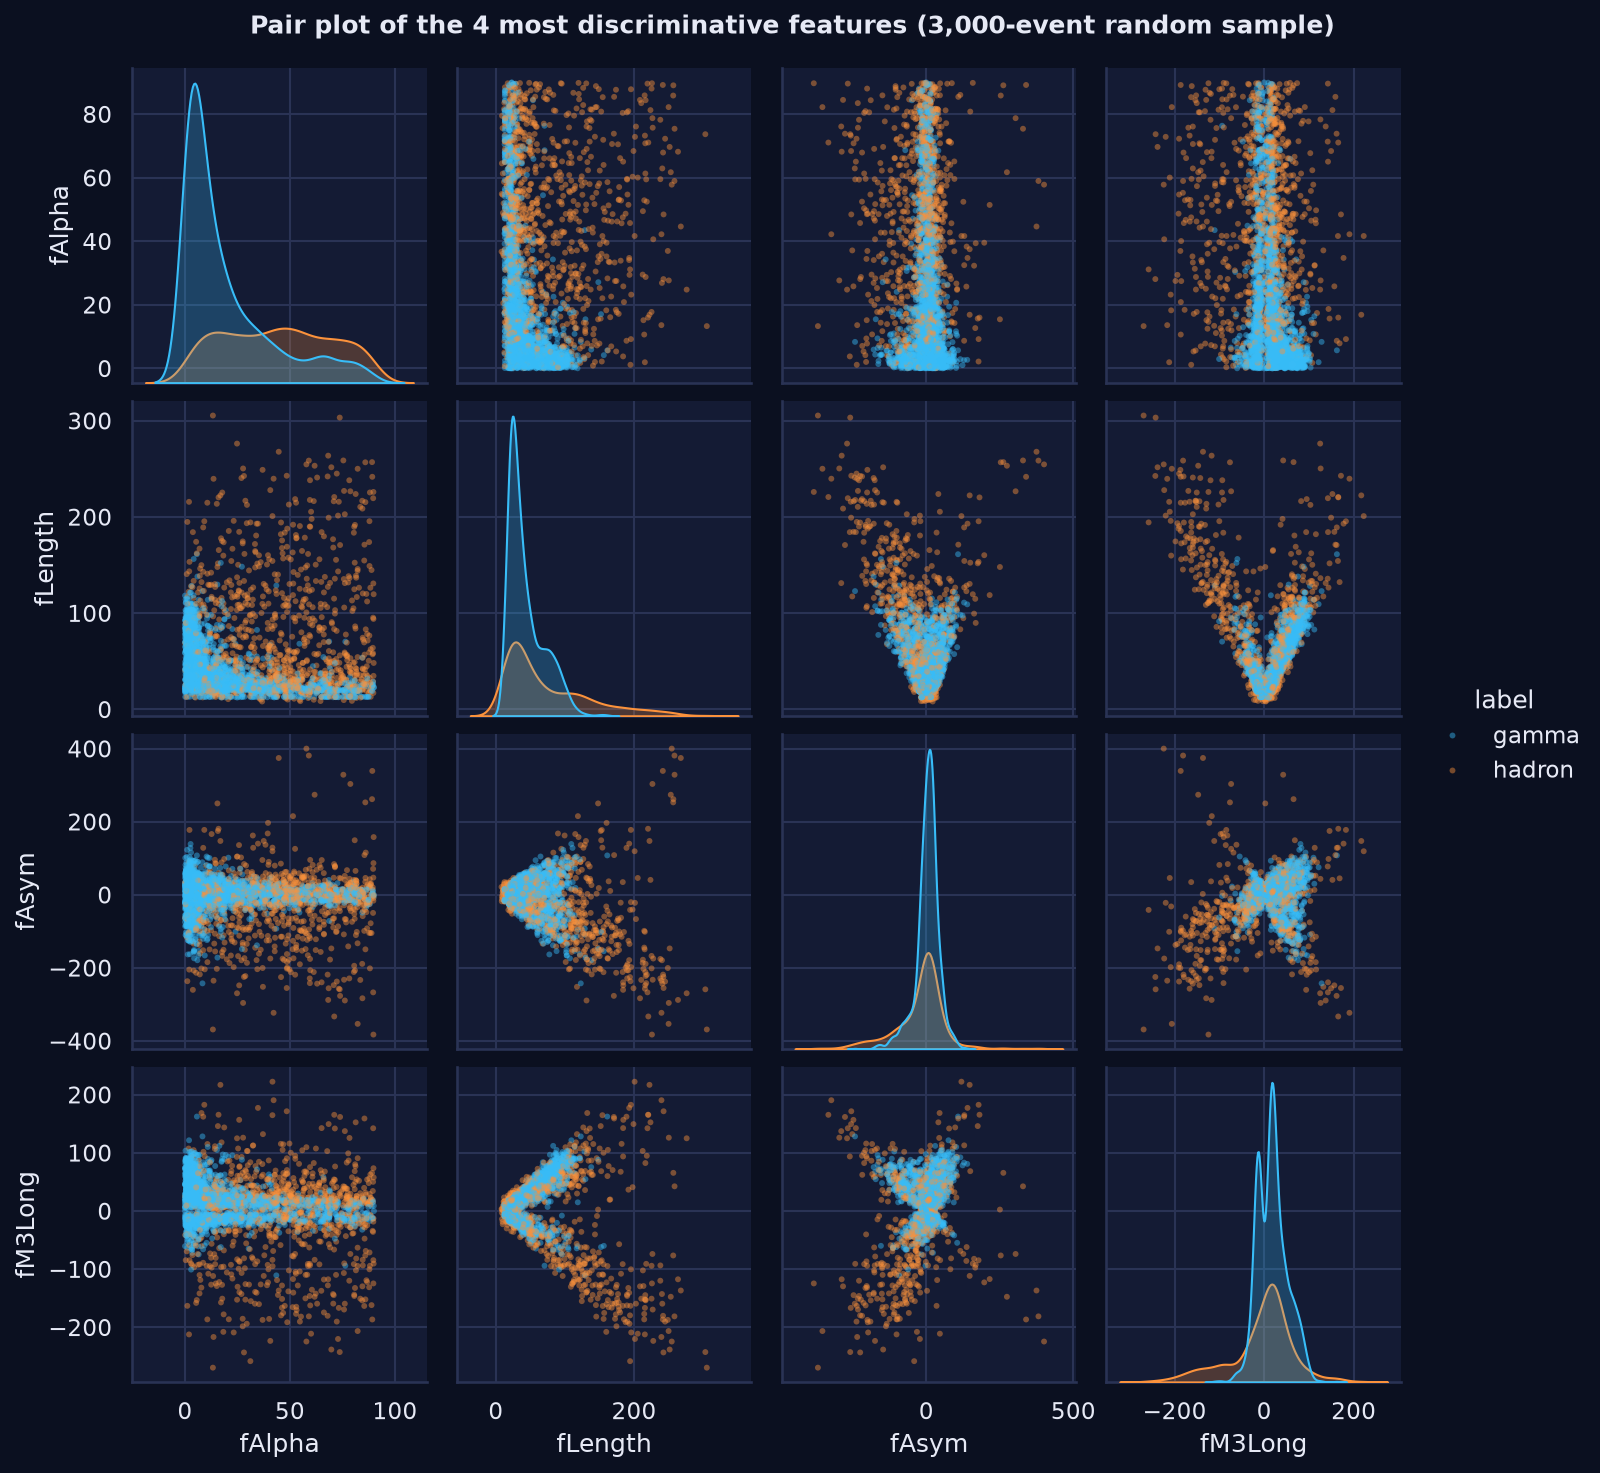 Pair plot of the 4 most discriminative features (3,000-event random sample)
fAlpha
80
60
40
20
0
fLength
300
200
100
0
label
gamma
hadron
fAsym
400
200
0
−200
−400
fM3Long
200
100
0
−100
−200
0 50 100
0 200
0 500
−200 0 200
fAlpha
fLength
fAsym
fM3Long